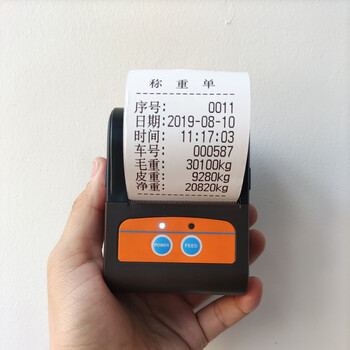 称 重 单
序号: 0011
日期:2019-08-10
时间: 11:17:03
车号: 000587
毛重: 30100kg
皮重: 9280kg
净重: 20820kg
POWER FEED